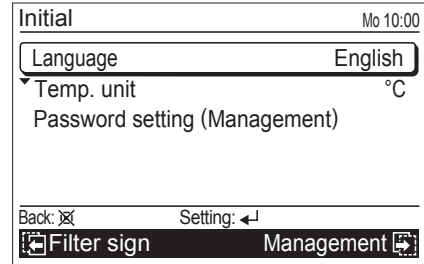 Initial Mo 10:00
Language English
Temp. unit °C
Password setting (Management)
Back: Setting:
Filter sign Management